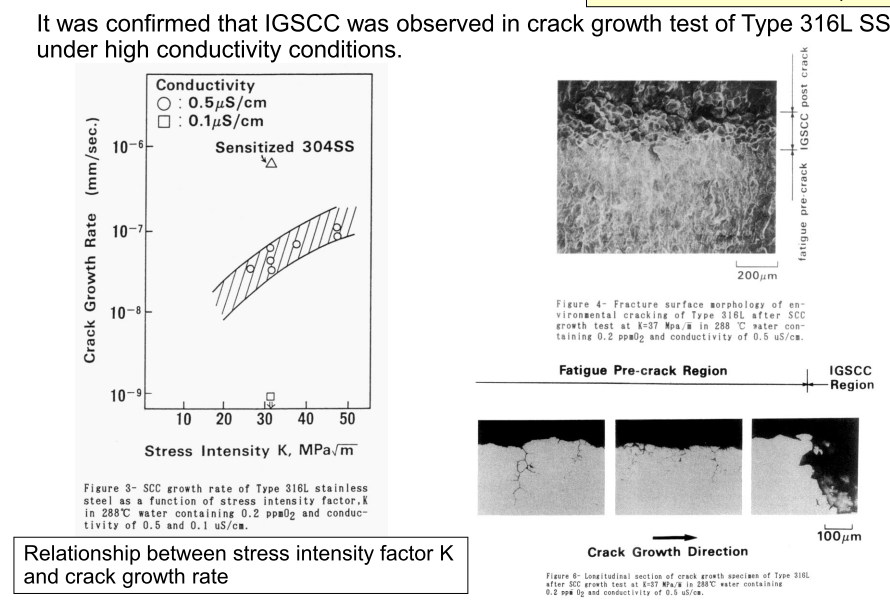 It was confirmed that IGSCC was observed in crack growth test of Type 316L SS
under high conductivity conditions.
Conductivity
○ : 0.5μS/cm
□ : 0.1μS/cm
Sensitized 304SS
Crack Growth Rate (mm/sec.)
10⁻⁶
10⁻⁷
10⁻⁸
10⁻⁹
10 20 30 40 50
Stress Intensity K, MPa√m
Figure 3- SCC growth rate of Type 316L stainless
steel as a function of stress intensity factor,K
in 288℃ water containing 0.2 ppmO₂ and conduc-
tivity of 0.5 and 0.1 uS/cm.
Relationship between stress intensity factor K
and crack growth rate
fatigue pre-crack IGSCC post crack
200μm
Figure 4- Fracture surface morphology of en-
vironmental cracking of Type 316L after SCC
growth test at K=37 Mpa√m in 288 ℃ water con-
taining 0.2 ppmO₂ and conductivity of 0.5 uS/cm.
Fatigue Pre-crack Region
IGSCC
Region
100μm
Crack Growth Direction
Figure 6- Longitudinal section of crack growth specimen of Type 316L
after SCC growth test at K=37 MPa√m in 288℃ water containing
0.2 ppm O₂ and conductivity of 0.5 uS/cm.